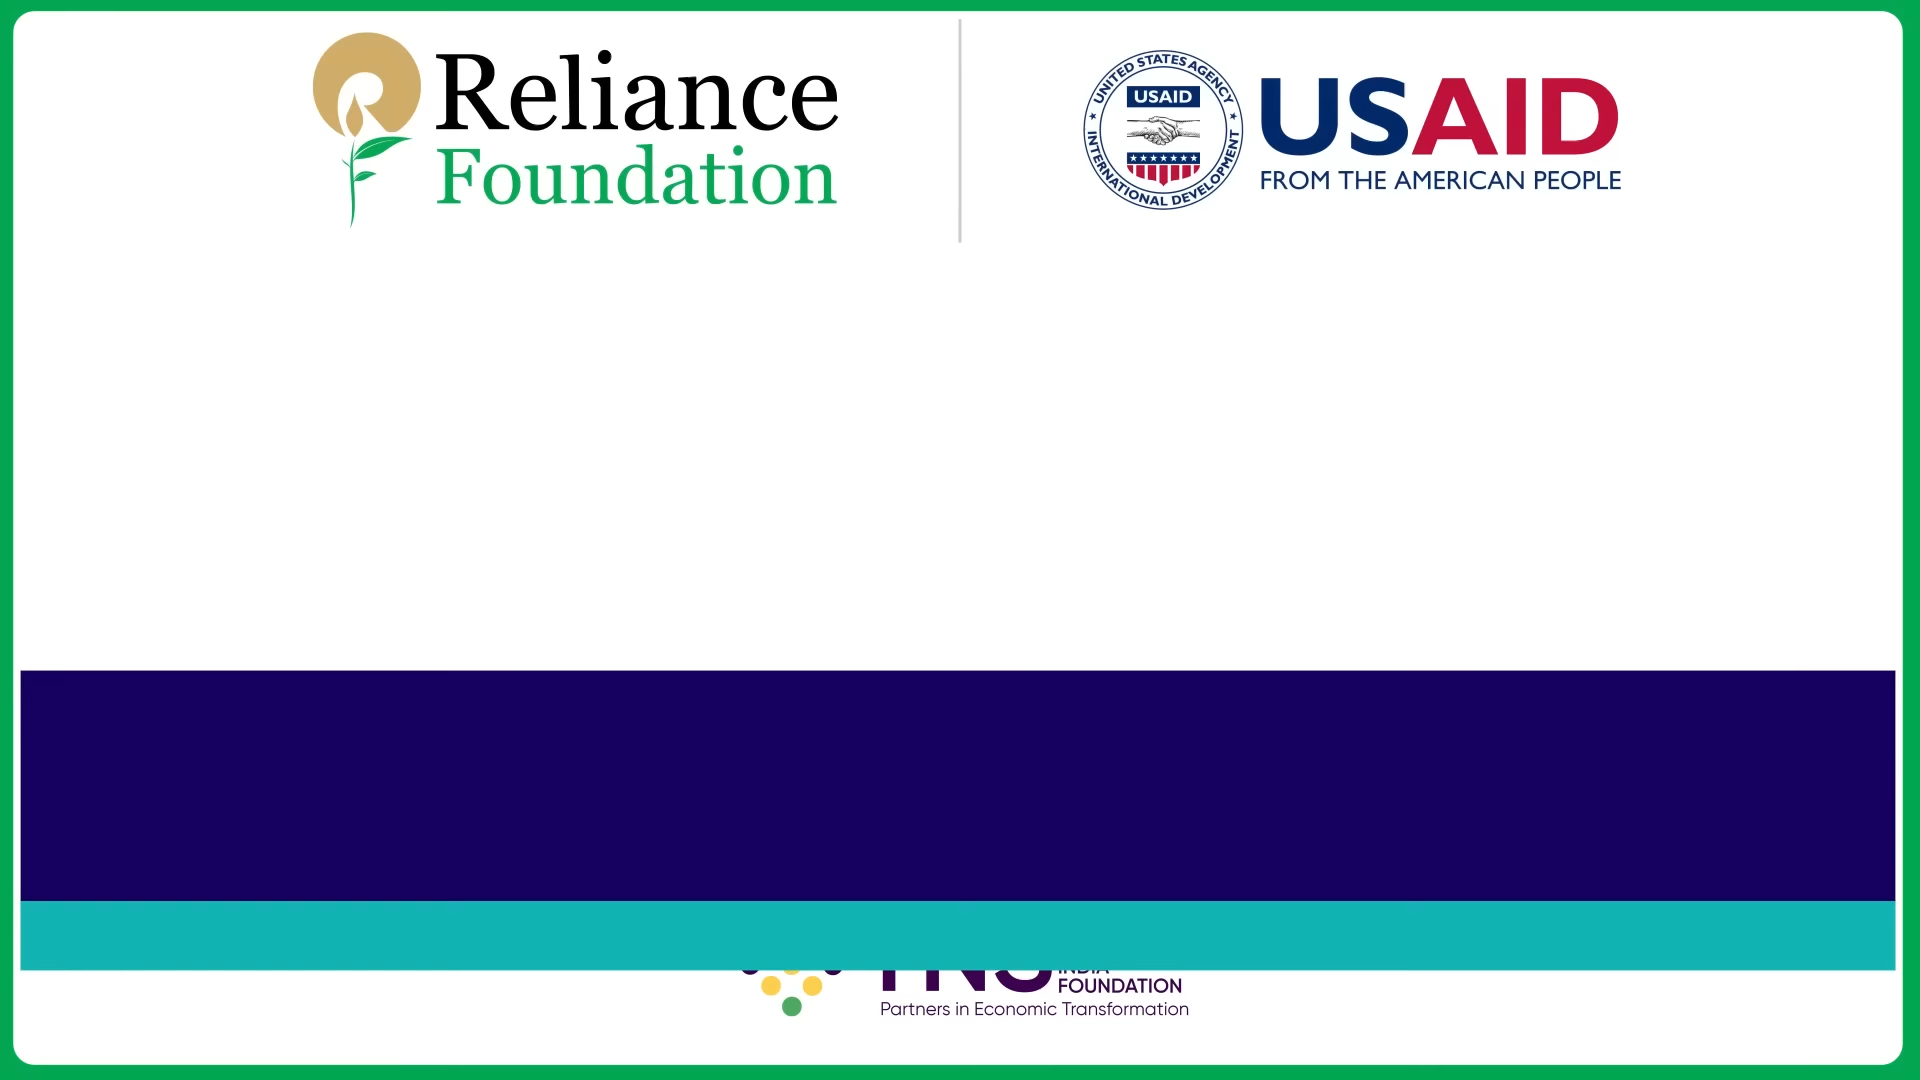 Reliance
Foundation
UNITED STATES AGENCY
USAID
INTERNATIONAL DEVELOPMENT
USAID
FROM THE AMERICAN PEOPLE
FOUNDATION
Partners in Economic Transformation